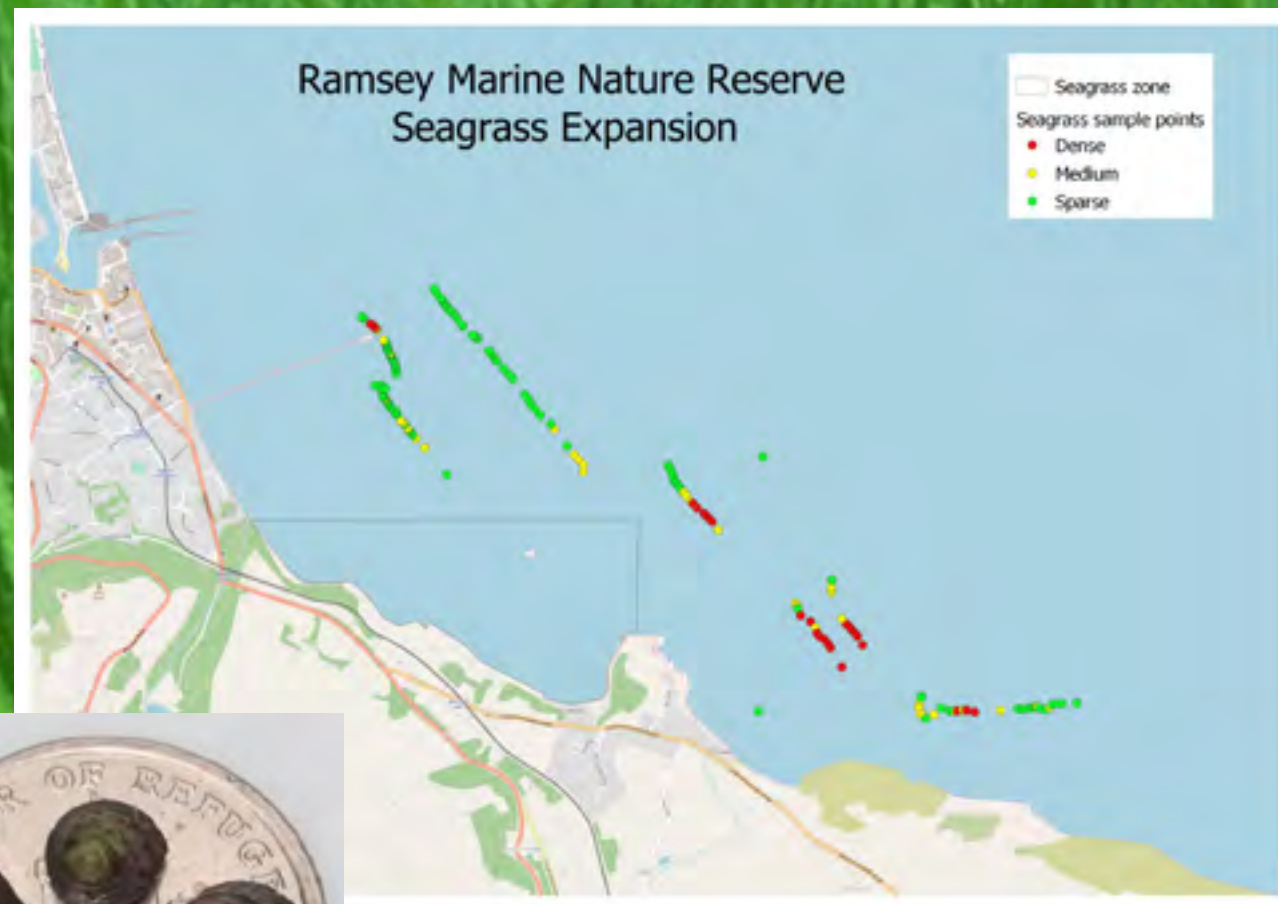 Ramsey Marine Nature Reserve
Seagrass Expansion
Seagrass zone
Seagrass sample points
Dense
Medium
Sparse
R OF REFUG